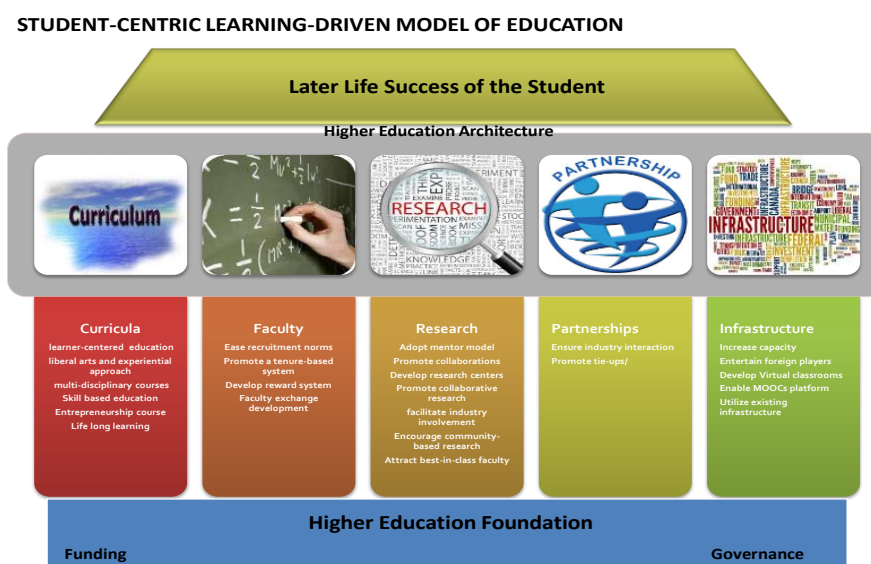 STUDENT-CENTRIC LEARNING-DRIVEN MODEL OF EDUCATION
Later Life Success of the Student
Higher Education Architecture
Curriculum
RESEARCH
KNOWLEDGE
PARTNERSHIP
INFRASTRUCTURE
Curricula
learner-centered education
liberal arts and experiential
approach
multi-disciplinary courses
Skill based education
Entrepreneurship course
Life long learning
Faculty
Ease recruitment norms
Promote a tenure-based
system
Develop reward system
Faculty exchange
development
Research
Adopt mentor model
Promote collaborations
Develop research centers
Promote collaborative
research
facilitate industry
involvement
Encourage community-
based research
Attract best-in-class faculty
Partnerships
Ensure industry interaction
Promote tie-ups/
Infrastructure
Increase capacity
Entertain foreign players
Develop Virtual classrooms
Enable MOOCs platform
Utilize existing
infrastructure
Higher Education Foundation
Funding
Governance